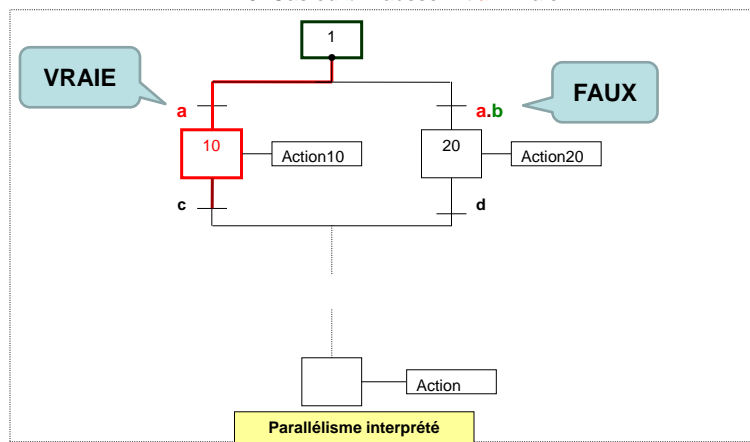 1
VRAIE
FAUX
a
a.b
10
Action10
20
Action20
c
d
Action
Parallélisme interprété